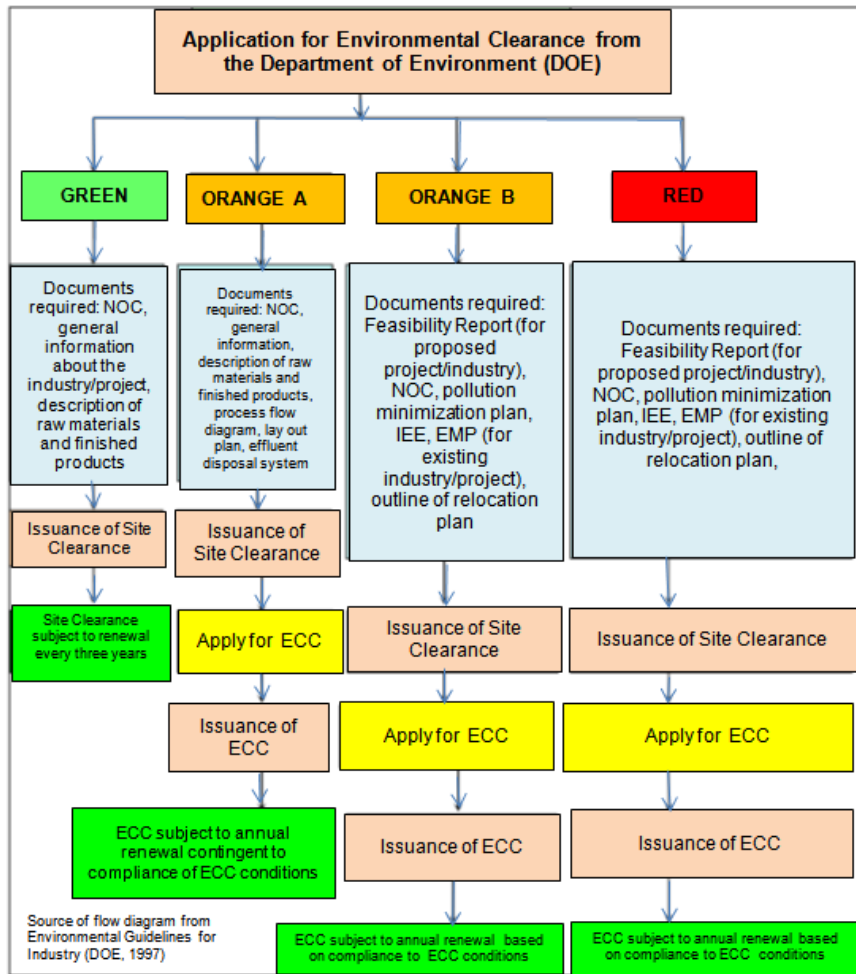 Application for Environmental Clearance from
the Department of Environment (DOE)
GREEN
ORANGE A
ORANGE B
RED
Documents
required: NOC,
general
information
about the
industry/project,
description of
raw materials
and finished
products
Documents
required: NOC,
general
information,
description of raw
materials and
finished products,
process flow
diagram, lay out
plan, effluent
disposal system
Documents required:
Feasibility Report (for
proposed
project/industry),
NOC, pollution
minimization plan,
IEE, EMP (for
existing
industry/project),
outline of relocation
plan
Documents required:
Feasibility Report (for
proposed project/industry),
NOC, pollution minimization
plan, IEE, EMP (for existing
industry/project), outline of
relocation plan,
Issuance of Site
Clearance
Issuance of
Site Clearance
Issuance of Site
Clearance
Issuance of Site Clearance
Site Clearance
subject to renewal
every three years
Apply for ECC
Apply for ECC
Apply for ECC
Issuance of
ECC
Issuance of ECC
Issuance of ECC
ECC subject to annual
renewal contingent to
compliance of ECC conditions
ECC subject to annual renewal based
on compliance to ECC conditions
ECC subject to annual renewal based on
compliance to ECC conditions
Source of flow diagram from
Environmental Guidelines for
Industry (DOE, 1997)